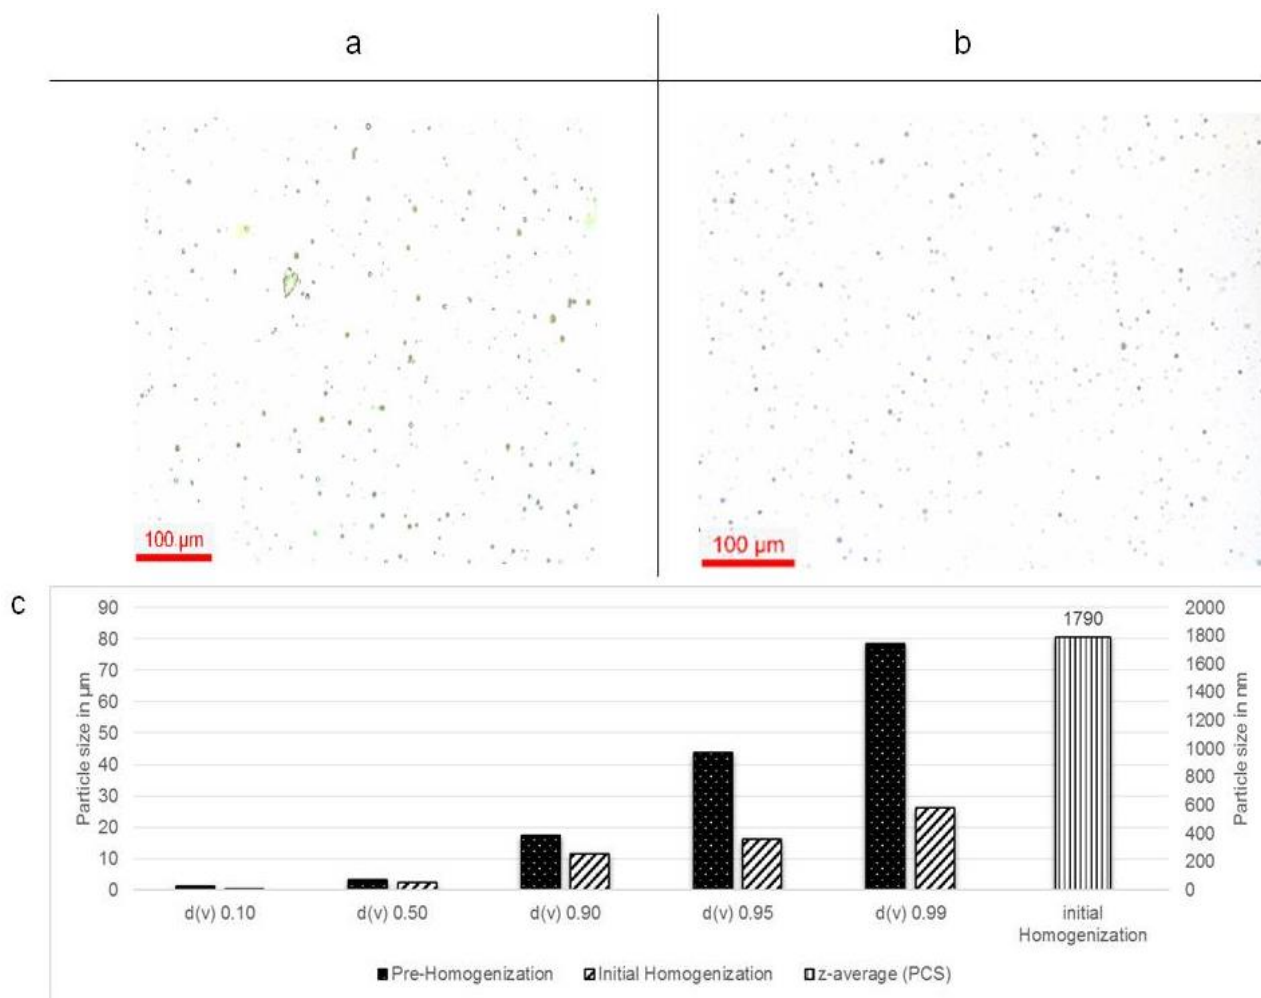 a
b
100 µm
100 µm
c
90
80
70
60
50
40
30
20
10
0
Particle size in µm
2000
1800
1600
1400
1200
1000
800
600
400
200
0
Particle size in nm
1790
d(v) 0.10
d(v) 0.50
d(v) 0.90
d(v) 0.95
d(v) 0.99
initial
Homogenization
Pre-Homogenization
Initial Homogenization
z-average (PCS)